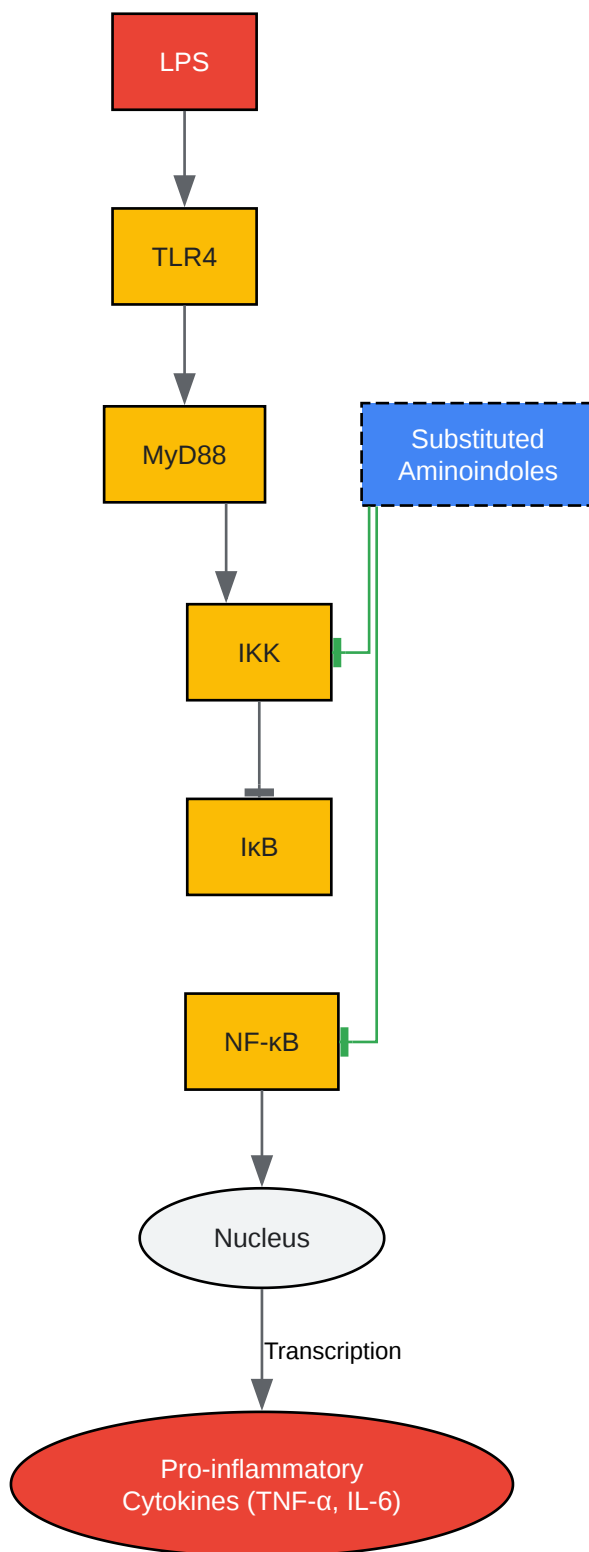 LPS
TLR4
MyD88
Substituted
Aminoindoles
IKK
IκB
NF-κB
Nucleus
Transcription
Pro-inflammatory
Cytokines (TNF-α, IL-6)